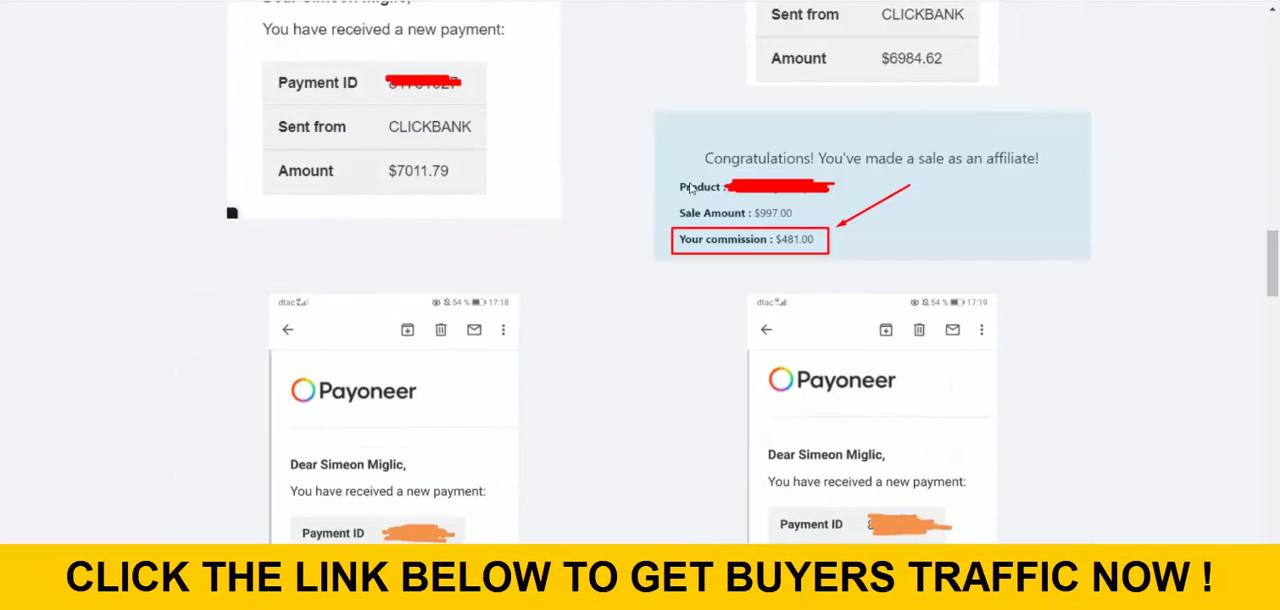 You have received a new payment:
Payment ID
Sent from CLICKBANK
Amount $7011.79
Sent from CLICKBANK
Amount $6984.62
Congratulations! You've made a sale as an affiliate!
Product :
Sale Amount : $997.00
Your commission : $481.00
dtac 54 % 17:18
Payoneer
Dear Simeon Miglic,
You have received a new payment:
Payment ID
dtac 54 % 17:19
Payoneer
Dear Simeon Miglic,
You have received a new payment:
Payment ID
CLICK THE LINK BELOW TO GET BUYERS TRAFFIC NOW !